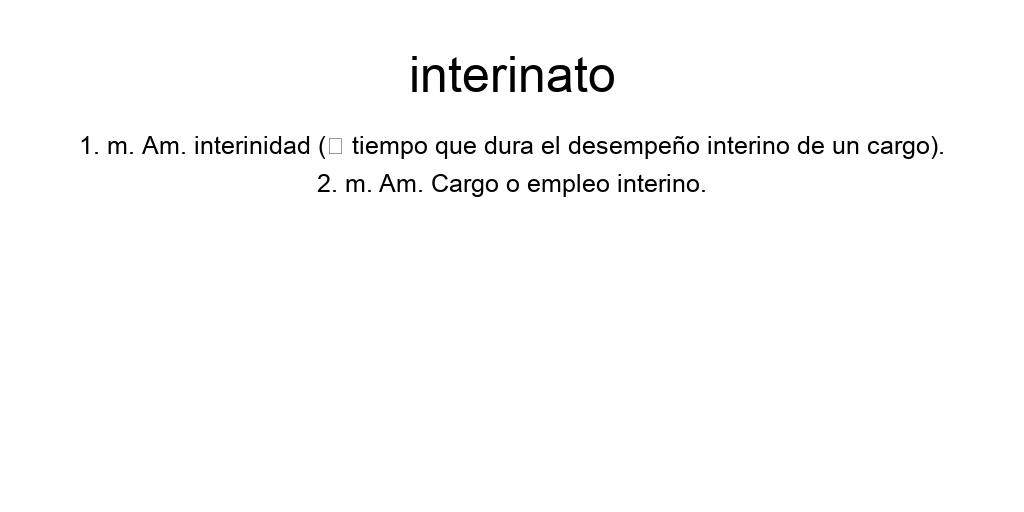 interinato
1. m. Am. interinidad (▯ tiempo que dura el desempeño interino de un cargo).
2. m. Am. Cargo o empleo interino.